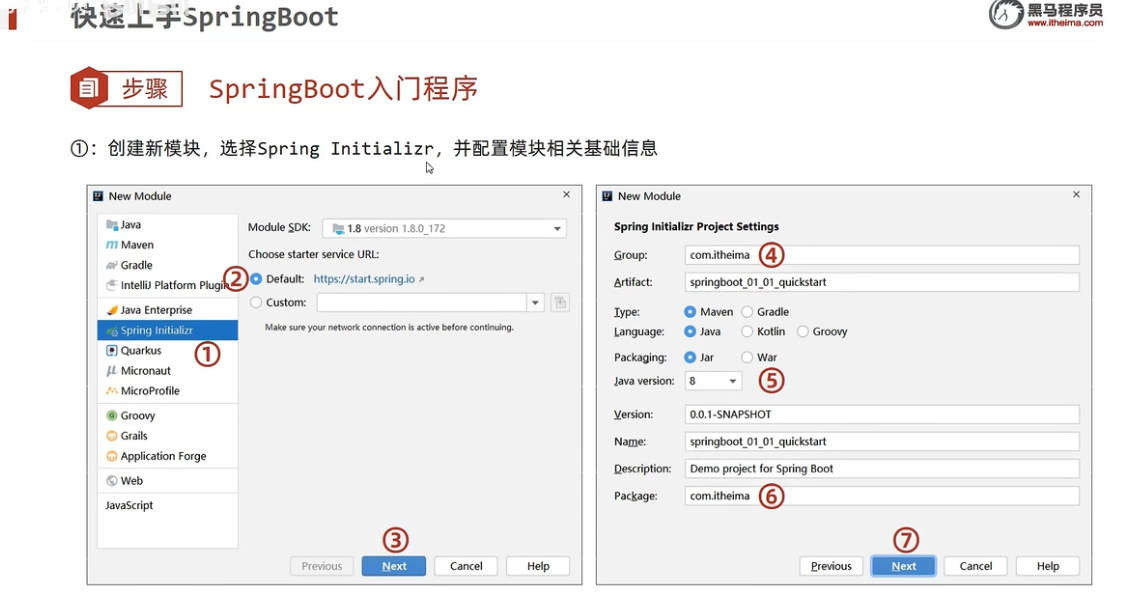 快速上手SpringBoot
黑马程序员
www.itheima.com
步骤
SpringBoot入门程序
①：创建新模块，选择Spring Initializr，并配置模块相关基础信息
New Module
Java
Maven
Gradle
IntelliJ Platform Plugin
Java Enterprise
Spring Initializr
①
Quarkus
Micronaut
MicroProfile
Groovy
Grails
Application Forge
Web
JavaScript
Module SDK: 1.8 version 1.8.0_172
Choose starter service URL:
② Default: https://start.spring.io
Custom:
Make sure your network connection is active before continuing.
③
Previous Next Cancel Help
New Module
Spring Initializr Project Settings
Group: com.itheima ④
Artifact: springboot_01_01_quickstart
Type: Maven Gradle
Language: Java Kotlin Groovy
Packaging: Jar War
Java version: 8 ⑤
Version: 0.0.1-SNAPSHOT
Name: springboot_01_01_quickstart
Description: Demo project for Spring Boot
Package: com.itheima ⑥
⑦
Previous Next Cancel Help